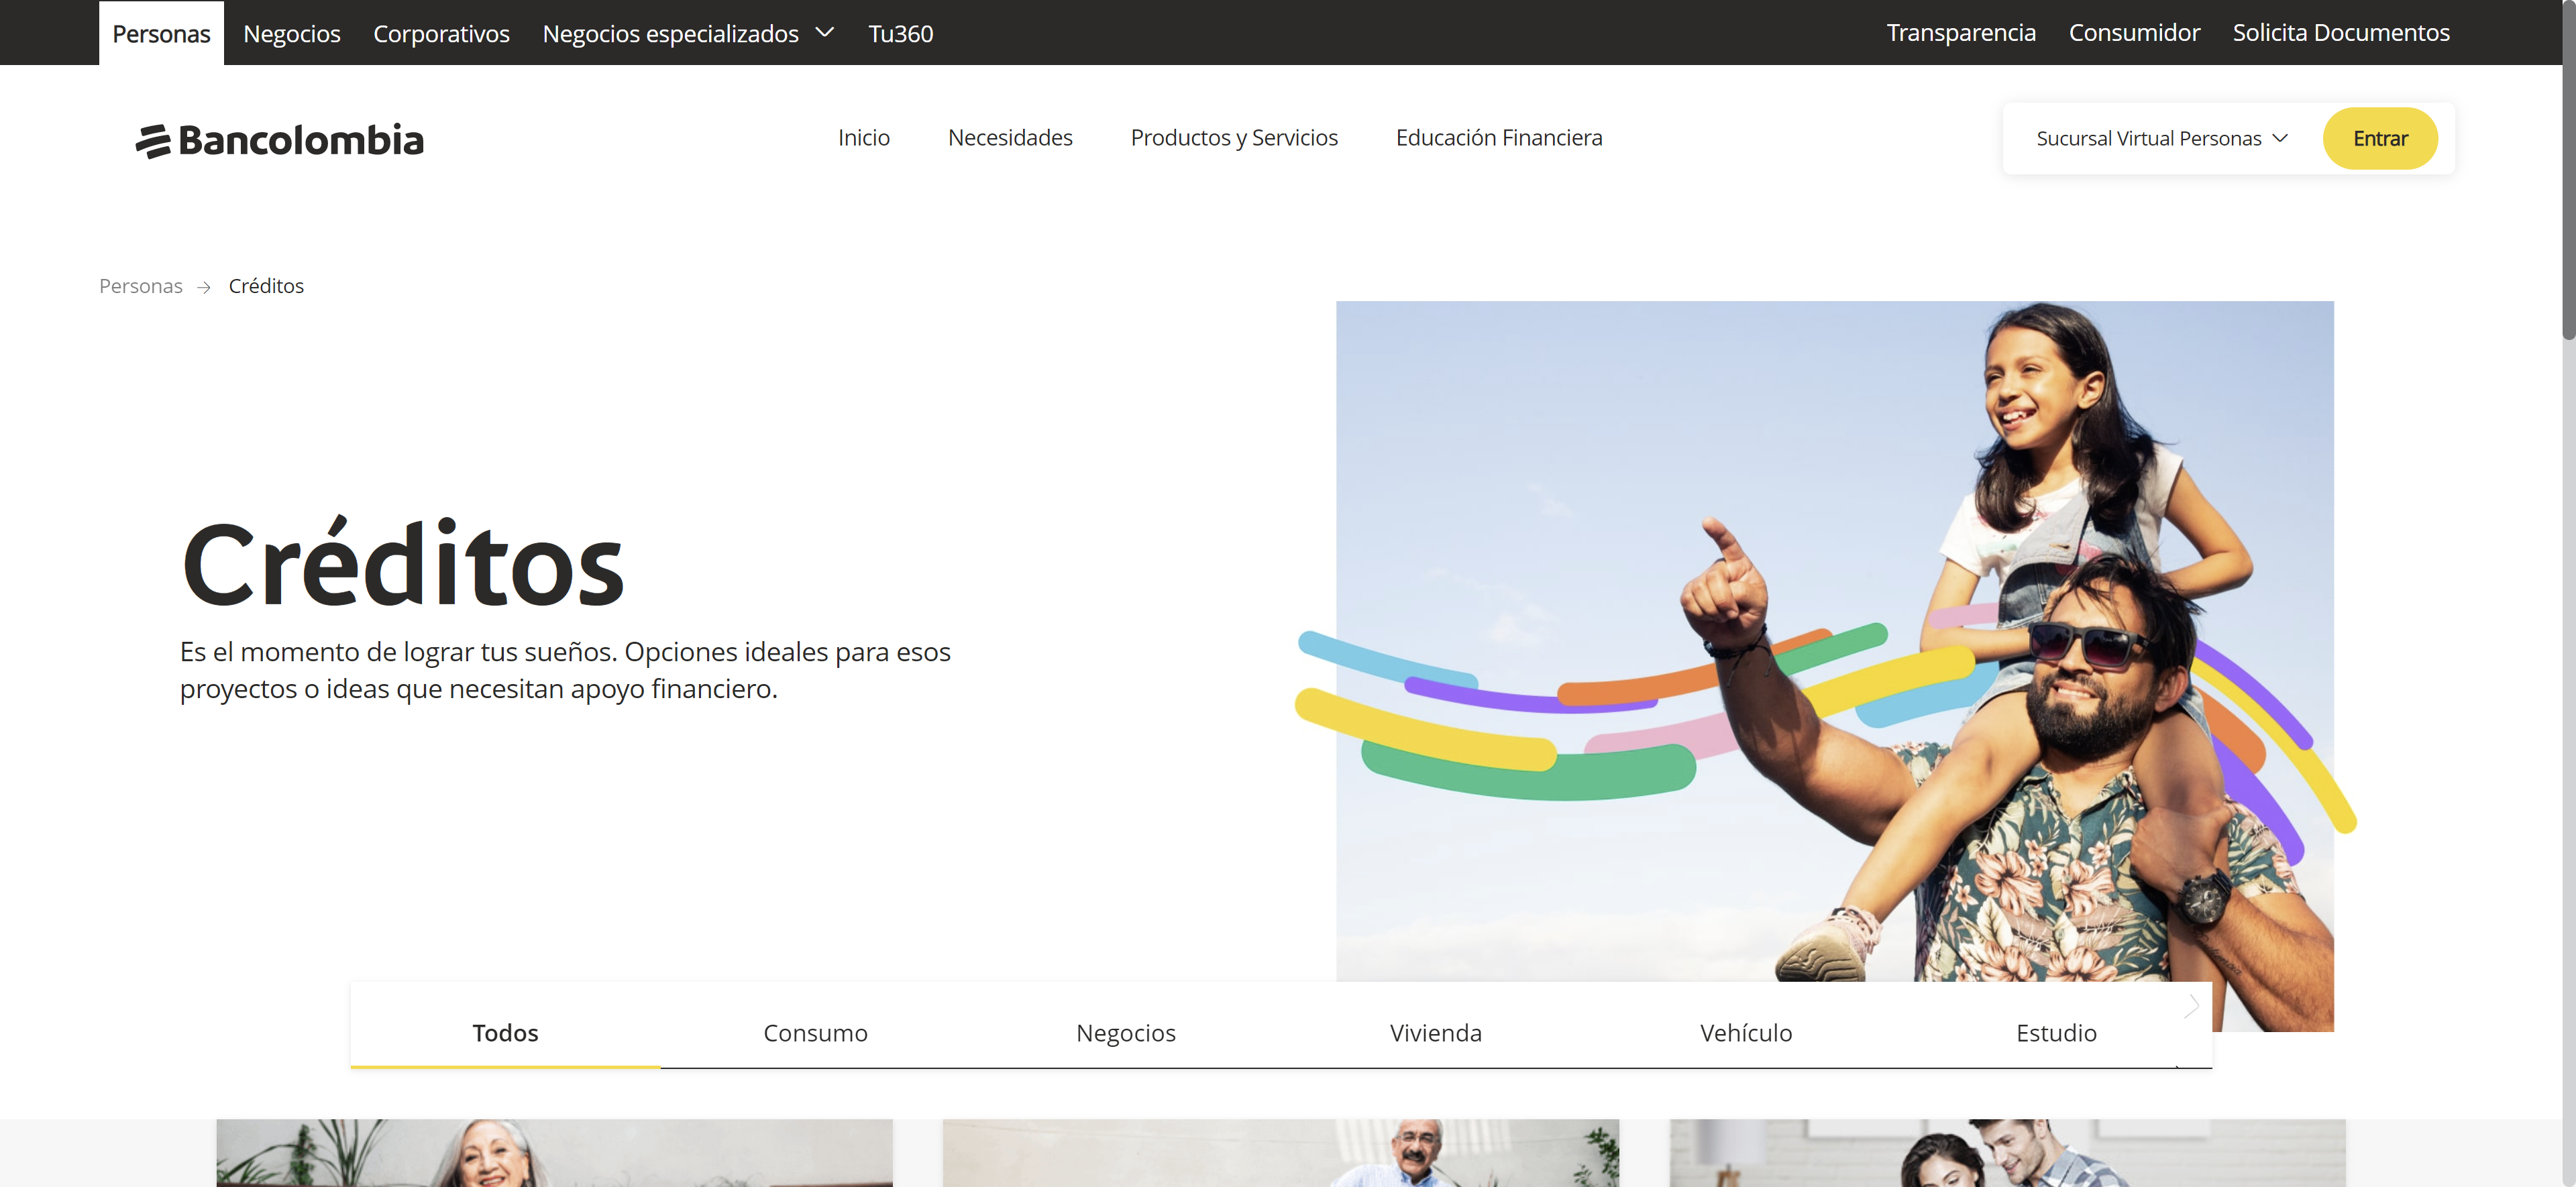 Personas Negocios Corporativos Negocios especializados Tu360 Transparencia Consumidor Solicita Documentos
Bancolombia Inicio Necesidades Productos y Servicios Educación Financiera Sucursal Virtual Personas Entrar
Personas → Créditos
Créditos
Es el momento de lograr tus sueños. Opciones ideales para esos
proyectos o ideas que necesitan apoyo financiero.
Todos Consumo Negocios Vivienda Vehículo Estudio